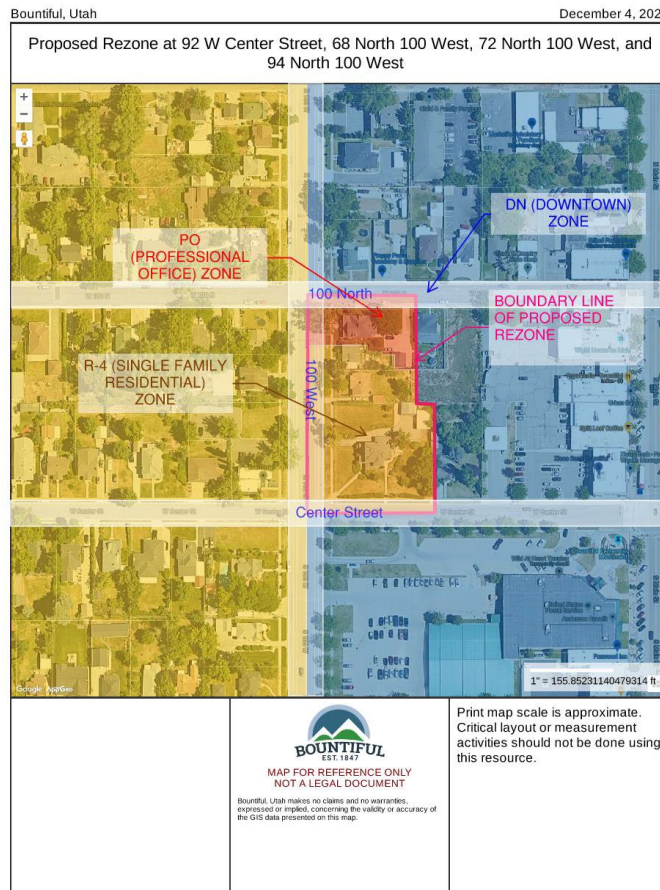 Bountiful, Utah
December 4, 202
Proposed Rezone at 92 W Center Street, 68 North 100 West, 72 North 100 West, and
94 North 100 West
+
−
DN (DOWNTOWN)
ZONE
PO
(PROFESSIONAL
OFFICE) ZONE
100 North
BOUNDARY LINE
OF PROPOSED
REZONE
R-4 (SINGLE FAMILY
RESIDENTIAL)
ZONE
100 West
Center Street
United States
Postal Service
Google AppGeo
1" = 155.85231140479314 ft
BOUNTIFUL
EST. 1847
MAP FOR REFERENCE ONLY
NOT A LEGAL DOCUMENT
Bountiful, Utah makes no claims and no warranties,
expressed or implied, concerning the validity or accuracy of
the GIS data presented on this map.
Print map scale is approximate.
Critical layout or measurement
activities should not be done using
this resource.